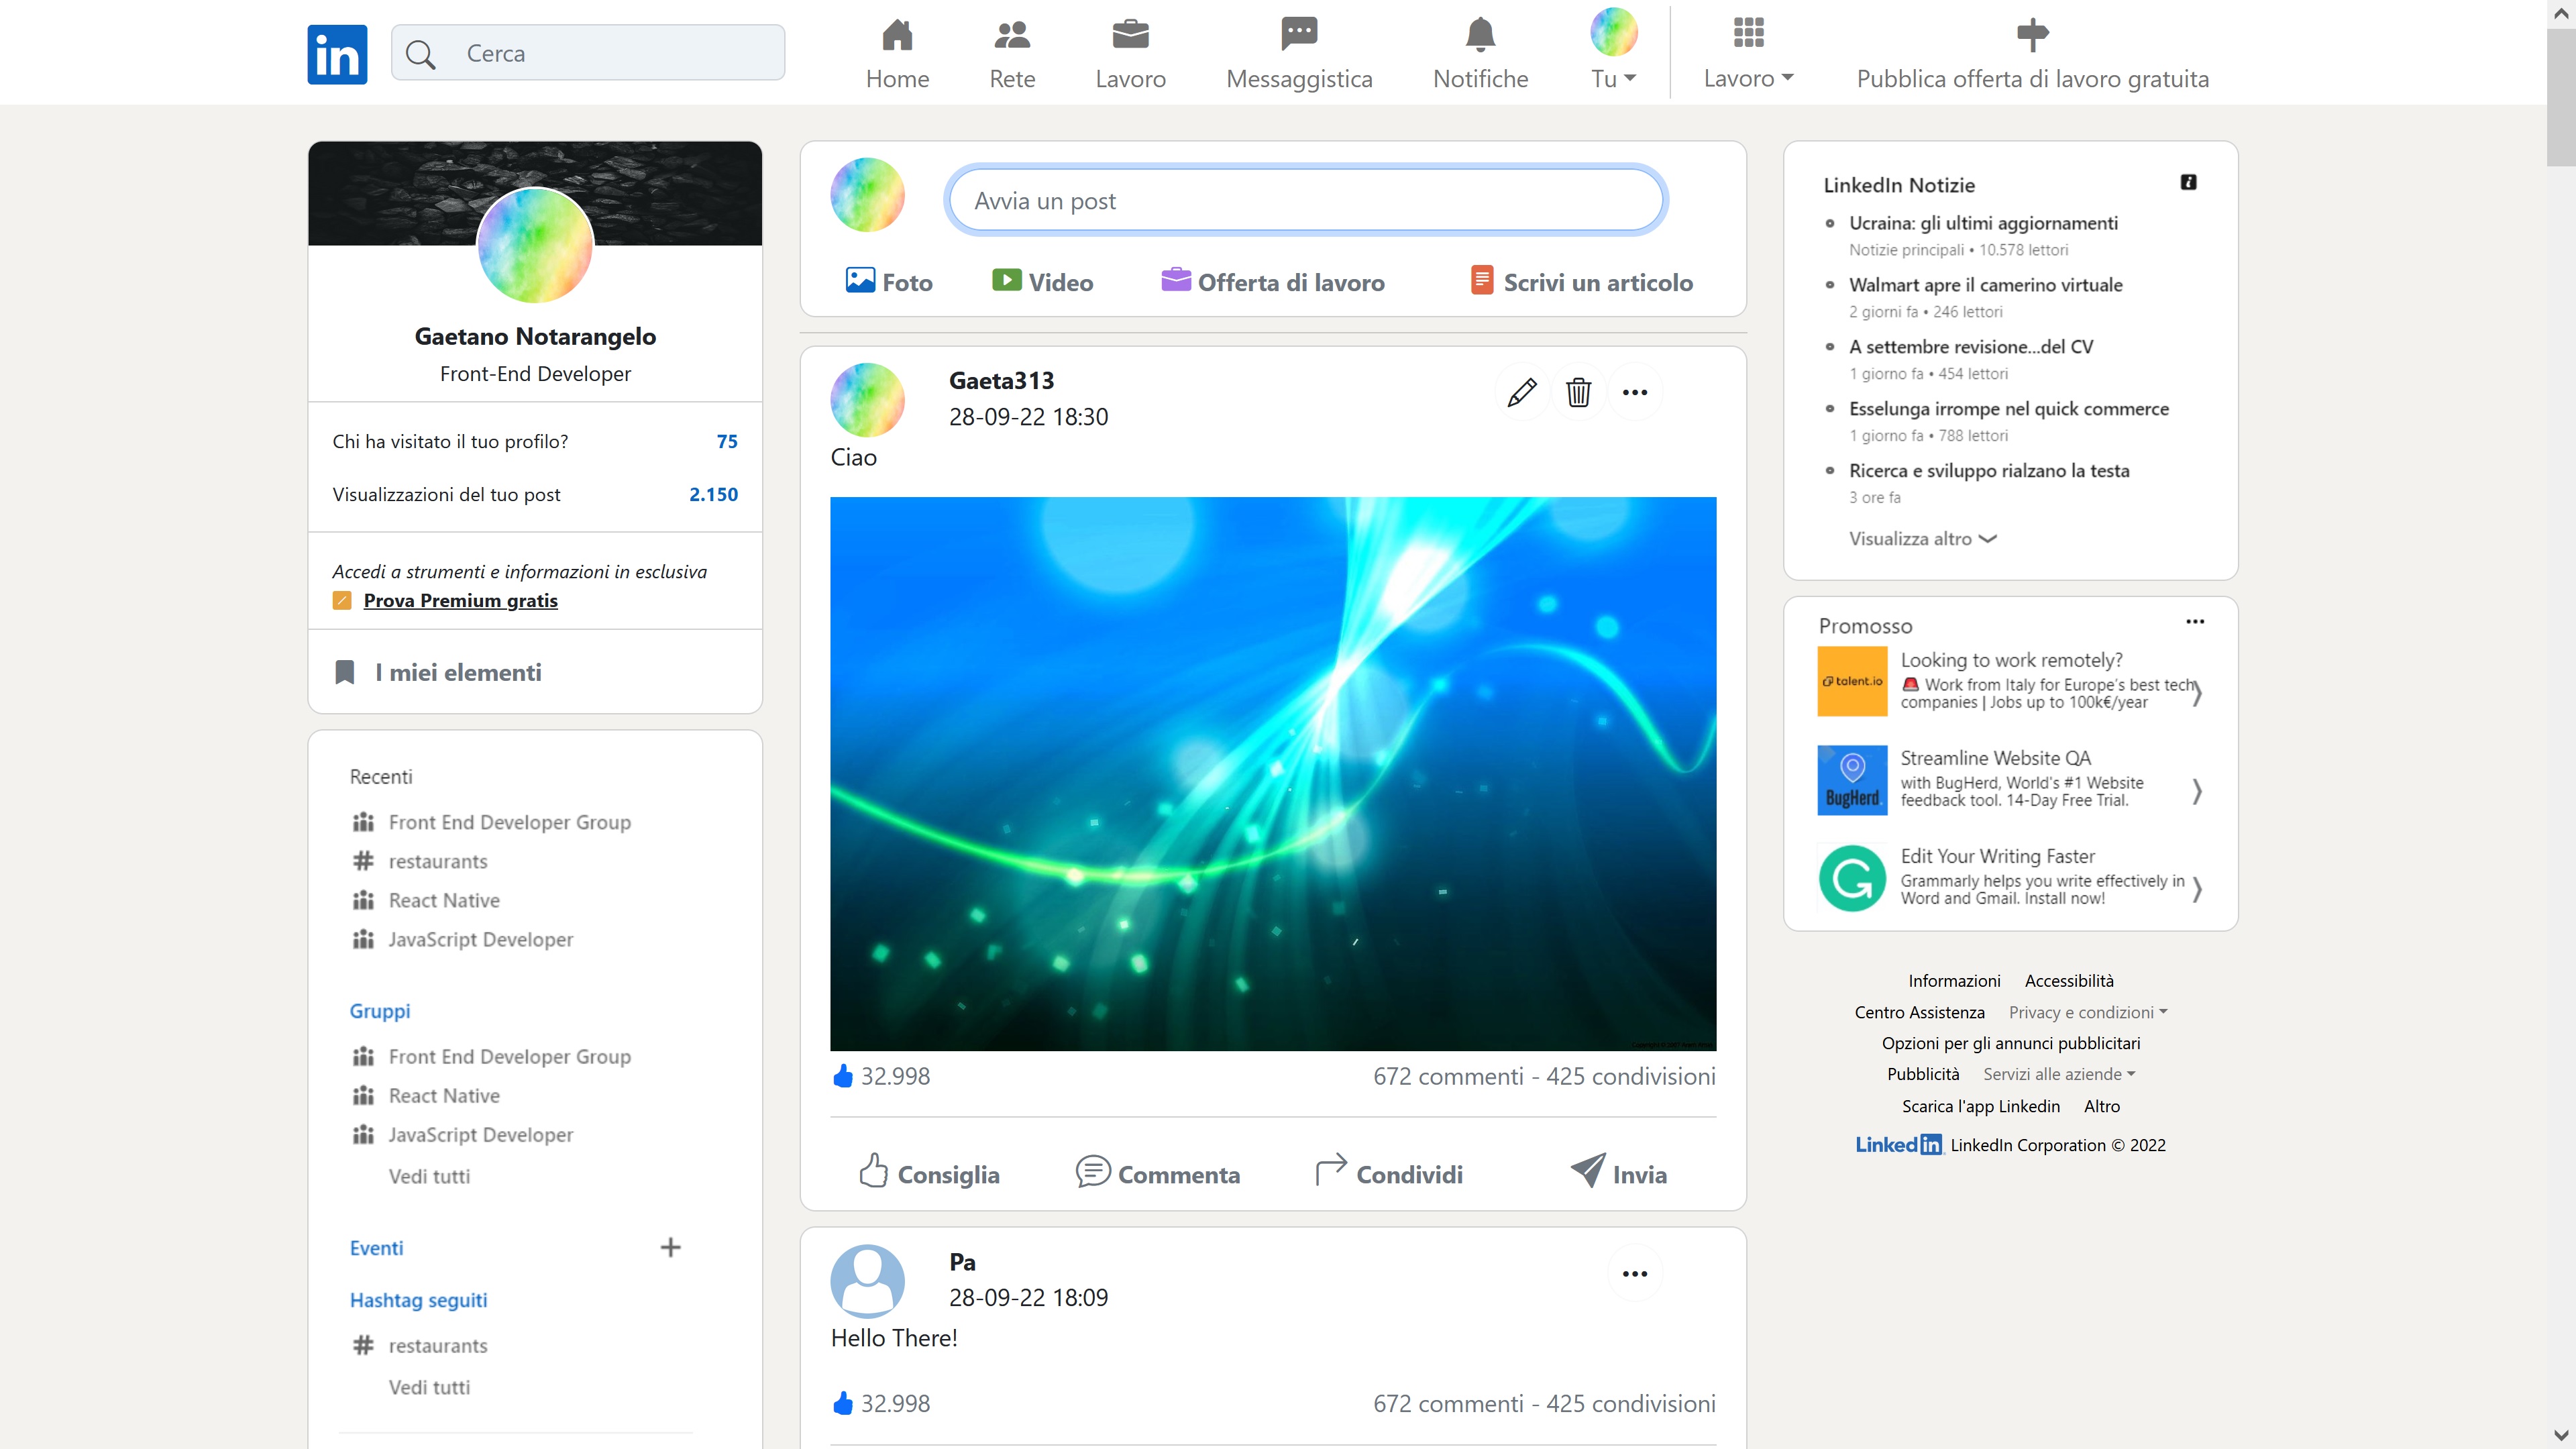 in
Cerca
Home
Rete
Lavoro
Messaggistica
Notifiche
Tu
Lavoro
Pubblica offerta di lavoro gratuita
Gaetano Notarangelo
Front-End Developer
Chi ha visitato il tuo profilo? 75
Visualizzazioni del tuo post 2.150
Accedi a strumenti e informazioni in esclusiva
Prova Premium gratis
I miei elementi
Recenti
Front End Developer Group
# restaurants
React Native
JavaScript Developer
Gruppi
Front End Developer Group
React Native
JavaScript Developer
Vedi tutti
Eventi +
Hashtag seguiti
# restaurants
Vedi tutti
Avvia un post
Foto
Video
Offerta di lavoro
Scrivi un articolo
Gaeta313
28-09-22 18:30
Ciao
32.998
672 commenti - 425 condivisioni
Consiglia
Commenta
Condividi
Invia
Pa
28-09-22 18:09
Hello There!
32.998
672 commenti - 425 condivisioni
LinkedIn Notizie
Ucraina: gli ultimi aggiornamenti
Notizie principali • 10.578 lettori
Walmart apre il camerino virtuale
2 giorni fa • 246 lettori
A settembre revisione...del CV
1 giorno fa • 454 lettori
Esselunga irrompe nel quick commerce
1 giorno fa • 788 lettori
Ricerca e sviluppo rialzano la testa
3 ore fa
Visualizza altro
Promosso
talent.io
Looking to work remotely?
🚨 Work from Italy for Europe's best tech
companies | Jobs up to 100k€/year
BugHerd
Streamline Website QA
with BugHerd, World's #1 Website
feedback tool. 14-Day Free Trial.
Edit Your Writing Faster
Grammarly helps you write effectively in
Word and Gmail. Install now!
Informazioni Accessibilità
Centro Assistenza Privacy e condizioni
Opzioni per gli annunci pubblicitari
Pubblicità Servizi alle aziende
Scarica l'app Linkedin Altro
Linked in LinkedIn Corporation © 2022